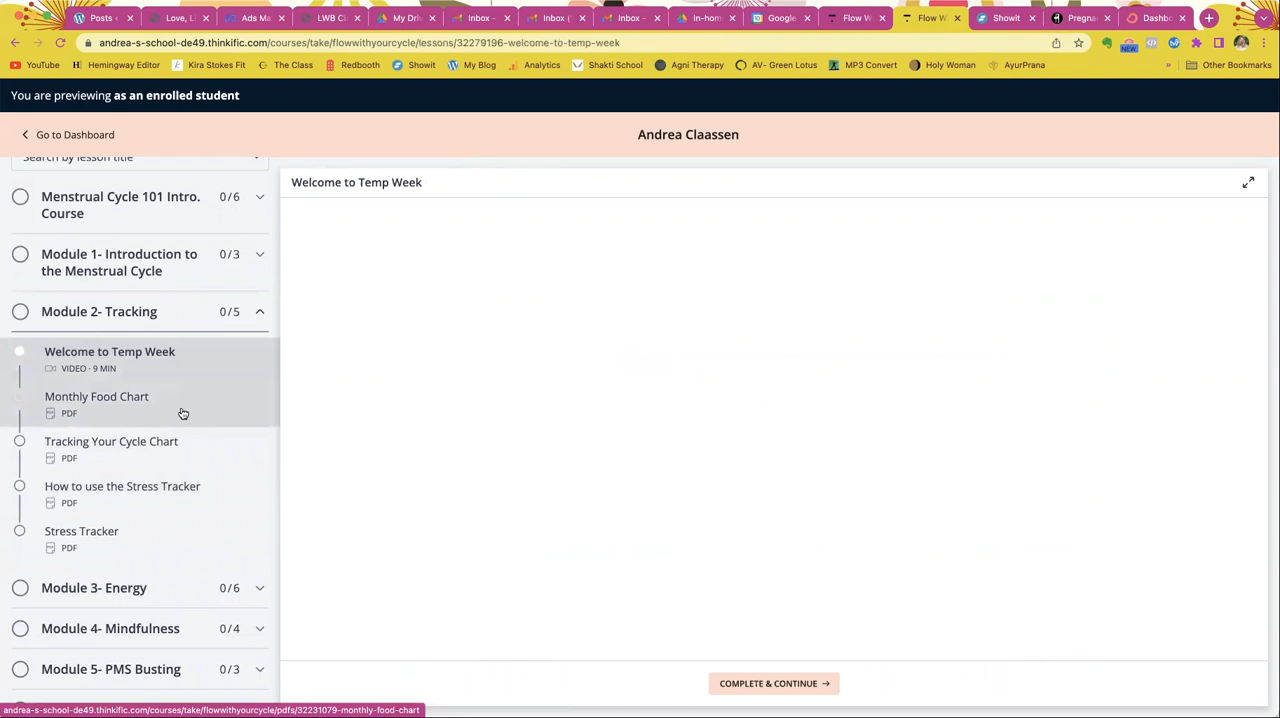 Posts
Love, Li
Ads Ma
LWB Ci
My Driv
Inbox –
Inbox (
Inbox –
In-hom
Google
Flow W
Flow W
Showit
Pregna
Dashbo
andrea-s-school-de49.thinkific.com/courses/take/flowwithyourcycle/lessons/32279196-welcome-to-temp-week
NEW
YouTube
Hemingway Editor
Kira Stokes Fit
The Class
Redbooth
Showit
My Blog
Analytics
Shakti School
Agni Therapy
AV- Green Lotus
MP3 Convert
Holy Woman
AyurPrana
»
Other Bookmarks
You are previewing as an enrolled student
Go to Dashboard
Andrea Claassen
Search by lesson title
Menstrual Cycle 101 Intro.
Course
0/6
Module 1- Introduction to
the Menstrual Cycle
0/3
Module 2- Tracking
0/5
Welcome to Temp Week
VIDEO · 9 MIN
Monthly Food Chart
PDF
Tracking Your Cycle Chart
PDF
How to use the Stress Tracker
PDF
Stress Tracker
PDF
Module 3- Energy
0/6
Module 4- Mindfulness
0/4
Module 5- PMS Busting
0/3
Welcome to Temp Week
COMPLETE & CONTINUE →
andrea-s-school-de49.thinkific.com/courses/take/flowwithyourcycle/pdfs/32231079-monthly-food-chart